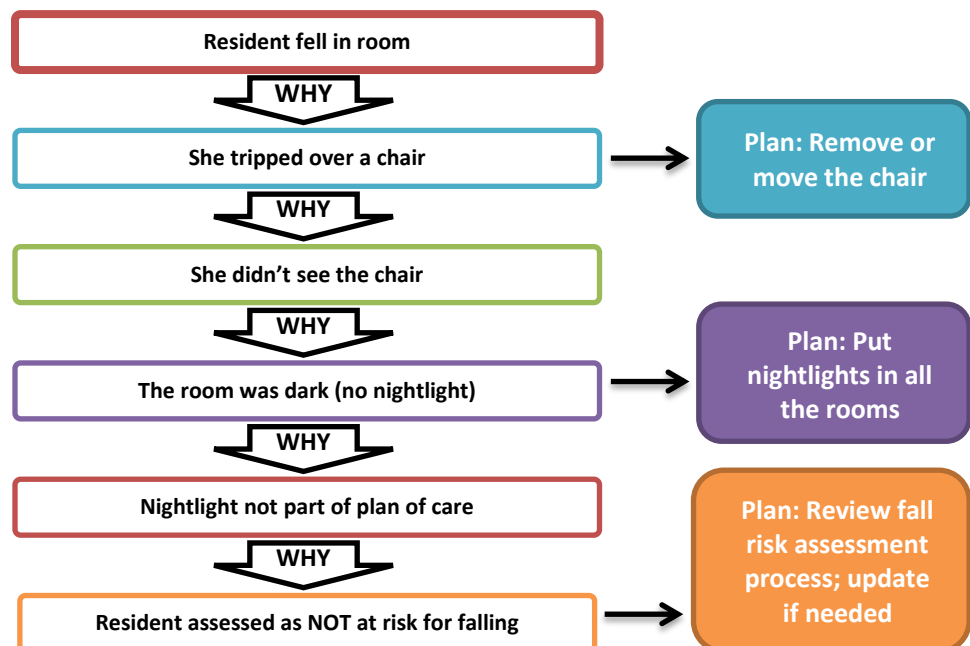 Resident fell in room
WHY
She tripped over a chair
Plan: Remove or
move the chair
WHY
She didn’t see the chair
WHY
The room was dark (no nightlight)
Plan: Put
nightlights in all
the rooms
WHY
Nightlight not part of plan of care
WHY
Resident assessed as NOT at risk for falling
Plan: Review fall
risk assessment
process; update
if needed